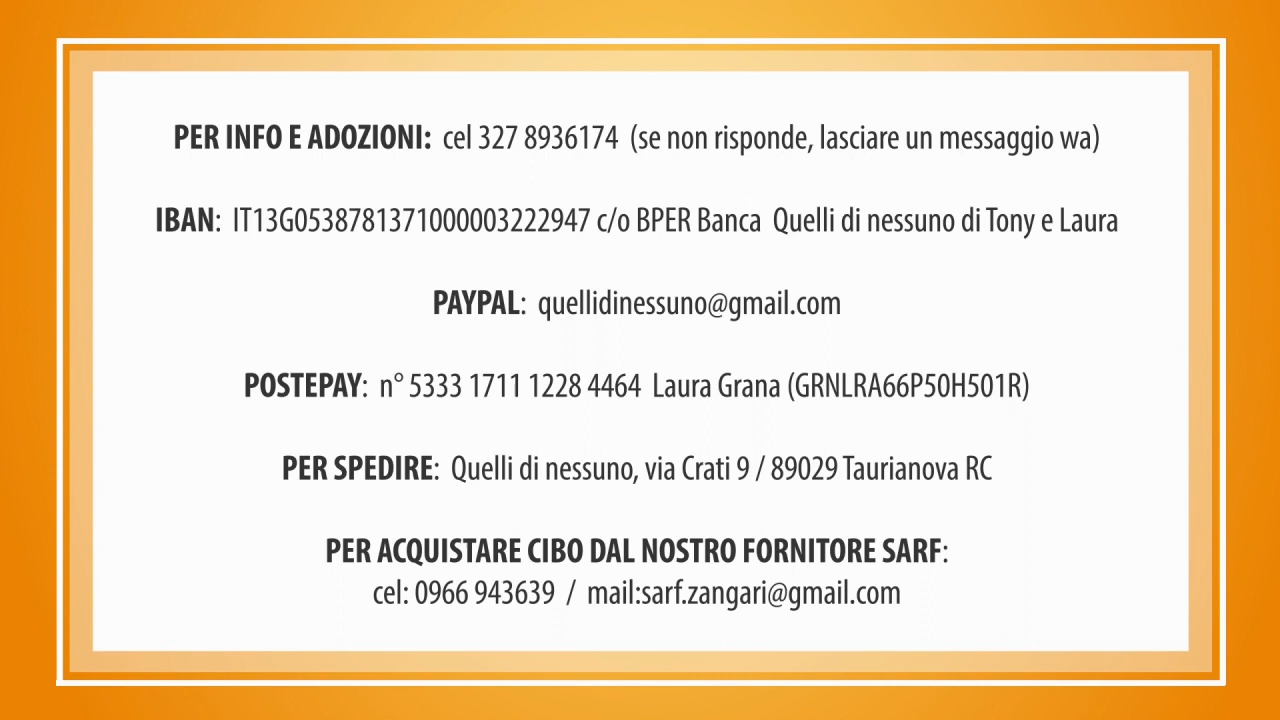 PER INFO E ADOZIONI: cel 327 8936174 (se non risponde, lasciare un messaggio wa)
IBAN: IT13G0538781371000003222947 c/o BPER Banca Quelli di nessuno di Tony e Laura
PAYPAL: quellidinessuno@gmail.com
POSTEPAY: n° 5333 1711 1228 4464 Laura Grana (GRNLRA66P50H501R)
PER SPEDIRE: Quelli di nessuno, via Crati 9 / 89029 Taurianova RC
PER ACQUISTARE CIBO DAL NOSTRO FORNITORE SARF:
cel: 0966 943639 / mail:sarf.zangari@gmail.com